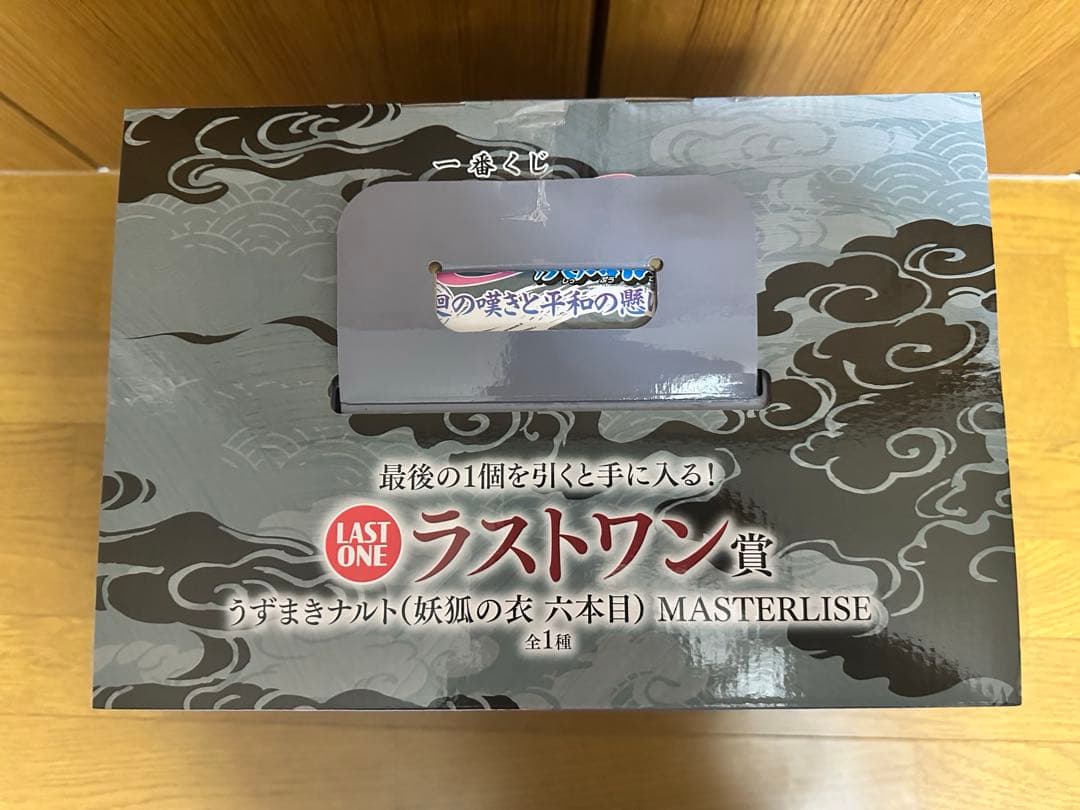 一番くじ
の嘆きと平和の懸
最後の1個を引くと手に入る!
LAST ONE ラストワン賞
うずまきナルト(妖狐の衣 六本目) MASTERLISE
全1種